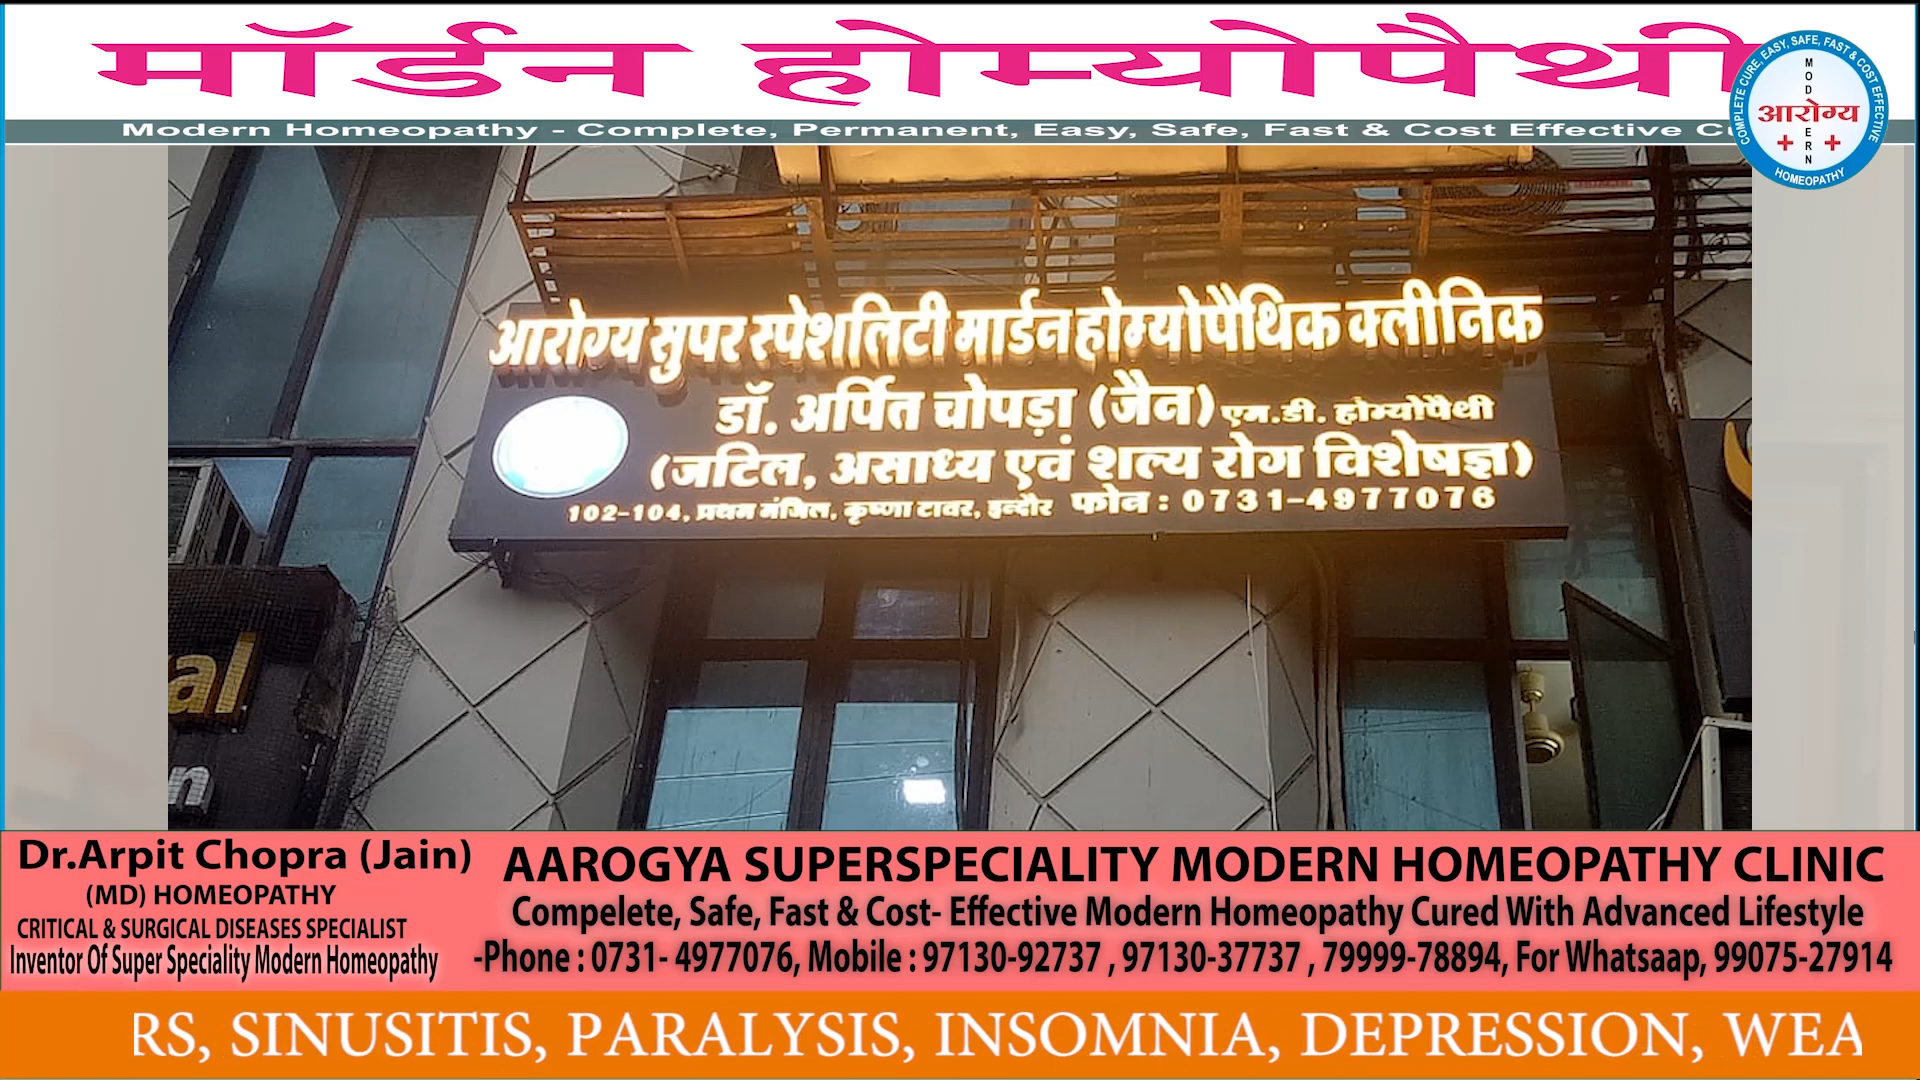 मॉर्डन होम्योपैथी
Modern Homeopathy - Complete, Permanent, Easy, Safe, Fast & Cost Effective
COMPLETE CURE, EASY, SAFE, FAST & COST EFFECTIVE
MODERN
आरोग्य
HOMEOPATHY
आरोग्य सुपर स्पेशलिटी मार्डन होम्योपैथिक क्लीनिक
डॉ. अर्पित चोपड़ा (जैन) एम.डी. होम्योपैथी
(जटिल, असाध्य एवं शल्य रोग विशेषज्ञ)
102-104, प्रथम मंजिल, कृष्णा टावर, इन्दौर फोन : 0731-4977076
al
n
Dr.Arpit Chopra (Jain)
(MD) HOMEOPATHY
CRITICAL & SURGICAL DISEASES SPECIALIST
Inventor Of Super Speciality Modern Homeopathy
AAROGYA SUPERSPECIALITY MODERN HOMEOPATHY CLINIC
Compelete, Safe, Fast & Cost- Effective Modern Homeopathy Cured With Advanced Lifestyle
-Phone : 0731- 4977076, Mobile : 97130-92737 , 97130-37737 , 79999-78894, For Whatsaap, 99075-27914
RS, SINUSITIS, PARALYSIS, INSOMNIA, DEPRESSION, WEA